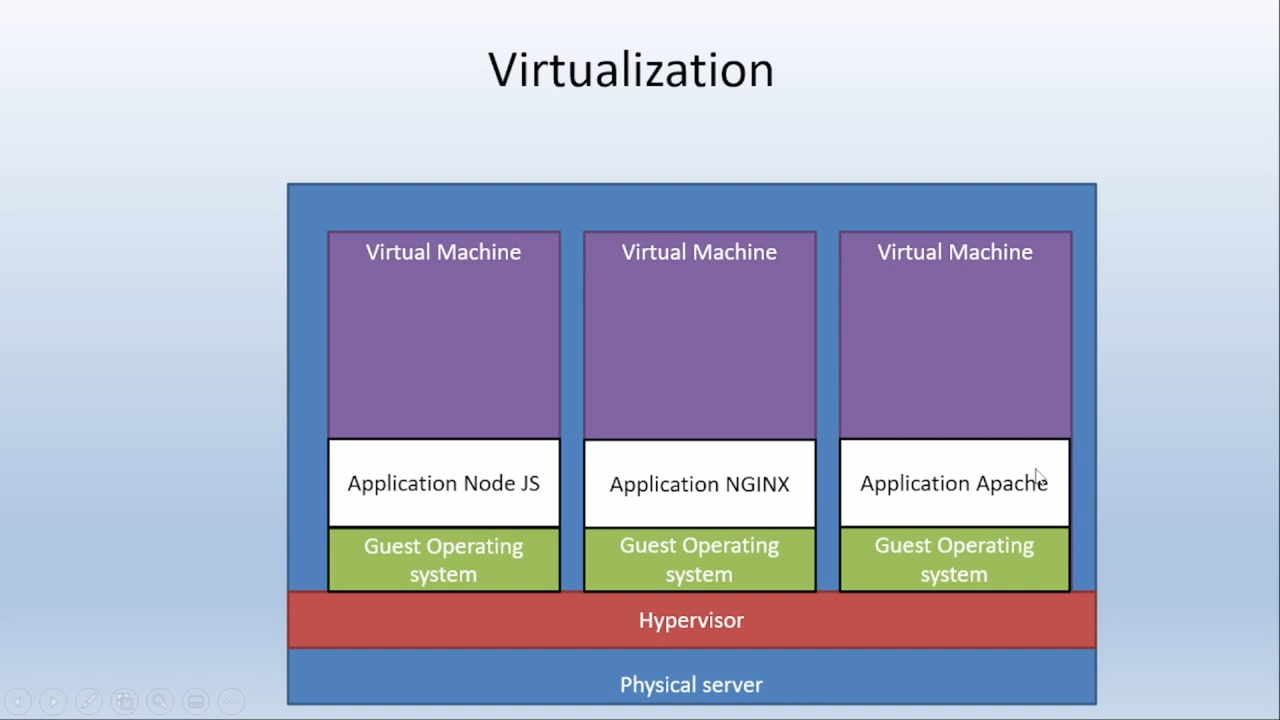 Virtualization
Virtual Machine
Virtual Machine
Virtual Machine
Application Node JS
Application NGINX
Application Apache
Guest Operating
system
Guest Operating
system
Guest Operating
system
Hypervisor
Physical server